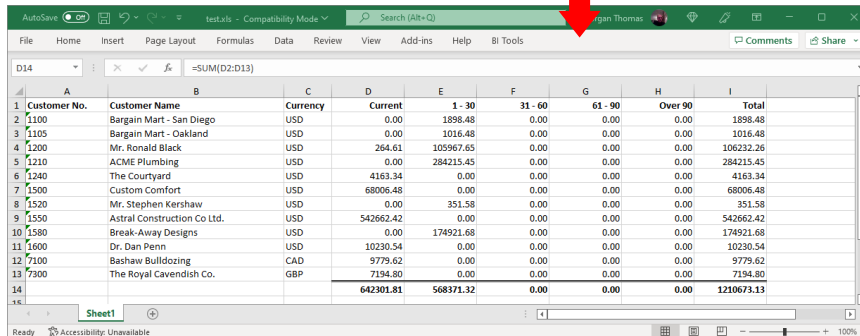 AutoSave Off test.xls - Compatibility Mode Search (Alt+Q) Thomas
File Home Insert Page Layout Formulas Data Review View Add-ins Help BI Tools Comments Share
D14 fx =SUM(D2:D13)
A B C D E F G H I
1 Customer No. Customer Name Currency Current 1 - 30 31 - 60 61 - 90 Over 90 Total
2 1100 Bargain Mart - San Diego USD 0.00 1898.48 0.00 0.00 0.00 1898.48
3 1105 Bargain Mart - Oakland USD 0.00 1016.48 0.00 0.00 0.00 1016.48
4 1200 Mr. Ronald Black USD 264.61 105967.65 0.00 0.00 0.00 106232.26
5 1210 ACME Plumbing USD 0.00 284215.45 0.00 0.00 0.00 284215.45
6 1240 The Courtyard USD 4163.34 0.00 0.00 0.00 0.00 4163.34
7 1500 Custom Comfort USD 68006.48 0.00 0.00 0.00 0.00 68006.48
8 1520 Mr. Stephen Kershaw USD 0.00 351.58 0.00 0.00 0.00 351.58
9 1550 Astral Construction Co Ltd. USD 542662.42 0.00 0.00 0.00 0.00 542662.42
10 1580 Break-Away Designs USD 0.00 174921.68 0.00 0.00 0.00 174921.68
11 1600 Dr. Dan Penn USD 10230.54 0.00 0.00 0.00 0.00 10230.54
12 7100 Bashaw Bulldozing CAD 9779.62 0.00 0.00 0.00 0.00 9779.62
13 7300 The Royal Cavendish Co. GBP 7194.80 0.00 0.00 0.00 0.00 7194.80
14 642301.81 568371.32 0.00 0.00 0.00 1210673.13
Sheet1
Ready Accessibility: Unavailable 100%